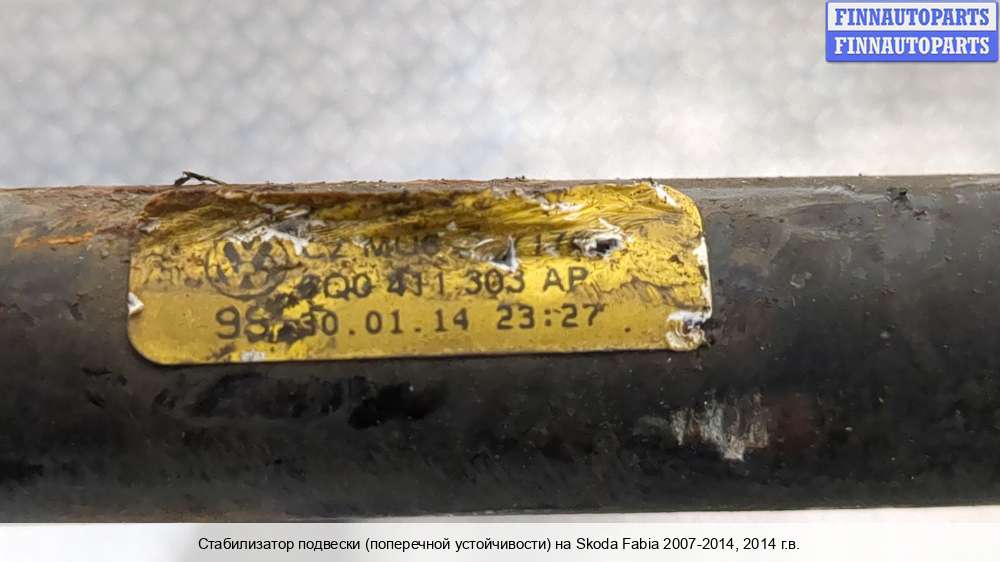 FINNAUTOPARTS
FINNAUTOPARTS
CZ
411 303 AP
30.01.14 23:27
Стабилизатор подвески (поперечной устойчивости) на Skoda Fabia 2007-2014, 2014 г.в.